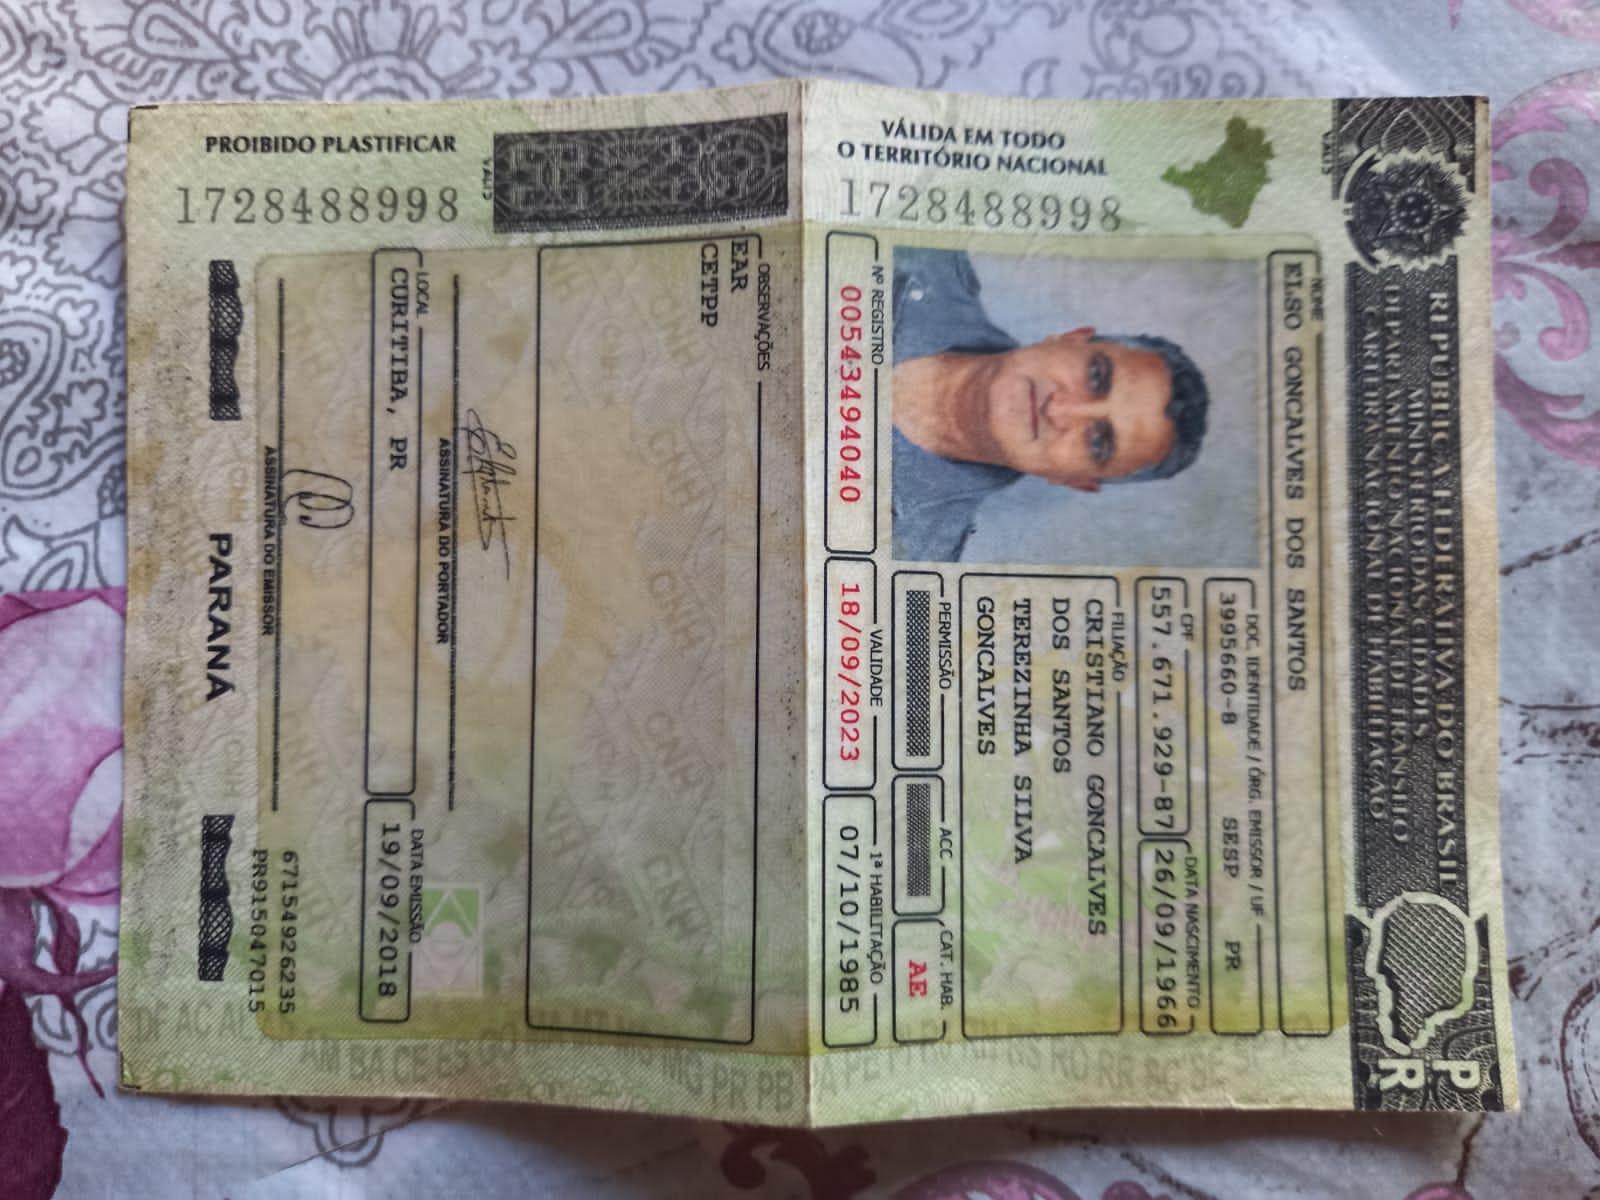 REPÚBLICA FEDERATIVA DO BRASIL
MINISTÉRIO DAS CIDADES
DEPARTAMENTO NACIONAL DE TRÂNSITO
CARTEIRA NACIONAL DE HABILITAÇÃO
PR
VÁLIDA EM TODO
O TERRITÓRIO NACIONAL
1728488998
NOME
ELSO GONCALVES DOS SANTOS
DOC. IDENTIDADE / ÓRG. EMISSOR / UF
3995660-8 SESP PR
CPF
557.671.929-87
DATA NASCIMENTO
26/09/1966
FILIAÇÃO
CRISTIANO GONCALVES
DOS SANTOS
TEREZINHA SILVA
GONCALVES
PERMISSÃO
ACC
CAT. HAB.
AE
Nº REGISTRO
00543494040
VALIDADE
18/09/2023
1ª HABILITAÇÃO
07/10/1985
PROIBIDO PLASTIFICAR
1728488998
OBSERVAÇÕES
EAR
CETPP
ASSINATURA DO PORTADOR
LOCAL
CURITIBA, PR
DATA EMISSÃO
19/09/2018
ASSINATURA DO EMISSOR
67154926235
PR915047015
PARANÁ